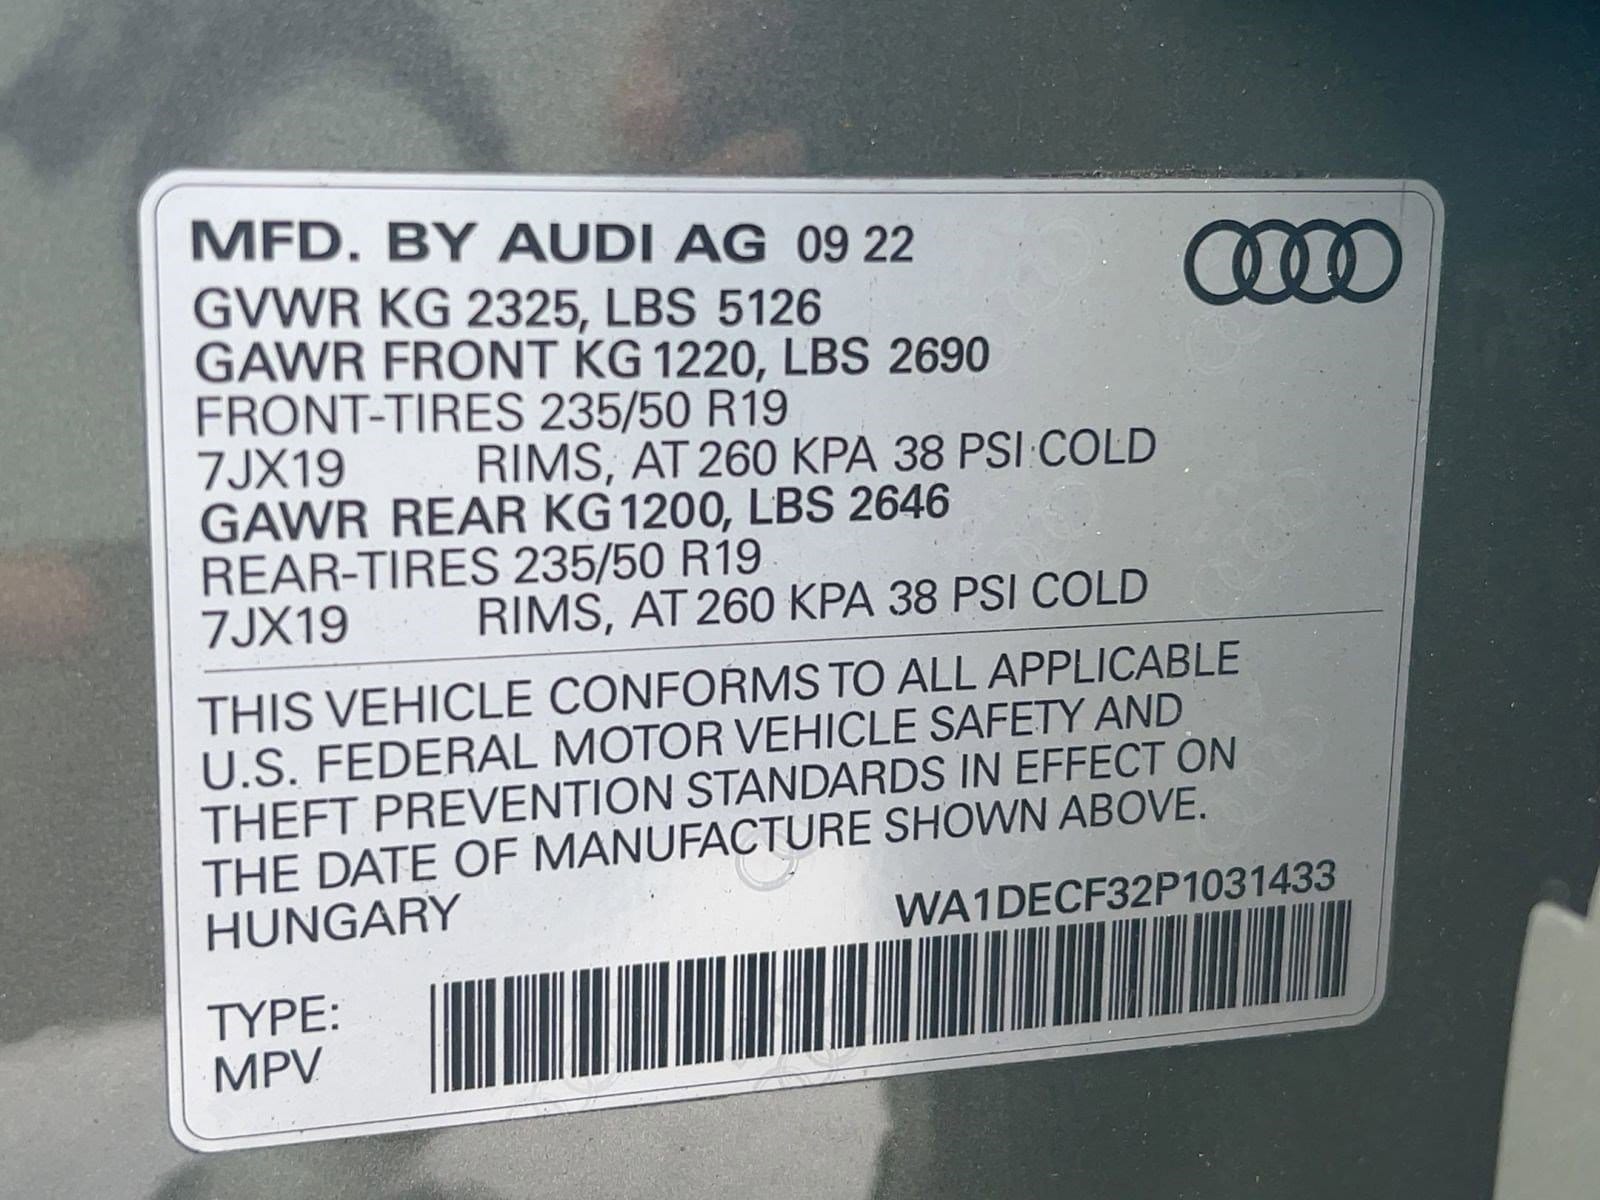 MFD. BY AUDI AG 09 22
GVWR KG 2325, LBS 5126
GAWR FRONT KG 1220, LBS 2690
FRONT-TIRES 235/50 R19
7JX19 RIMS, AT 260 KPA 38 PSI COLD
GAWR REAR KG 1200, LBS 2646
REAR-TIRES 235/50 R19
7JX19 RIMS, AT 260 KPA 38 PSI COLD
THIS VEHICLE CONFORMS TO ALL APPLICABLE
U.S. FEDERAL MOTOR VEHICLE SAFETY AND
THEFT PREVENTION STANDARDS IN EFFECT ON
THE DATE OF MANUFACTURE SHOWN ABOVE.
HUNGARY
WA1DECF32P1031433
TYPE:
MPV